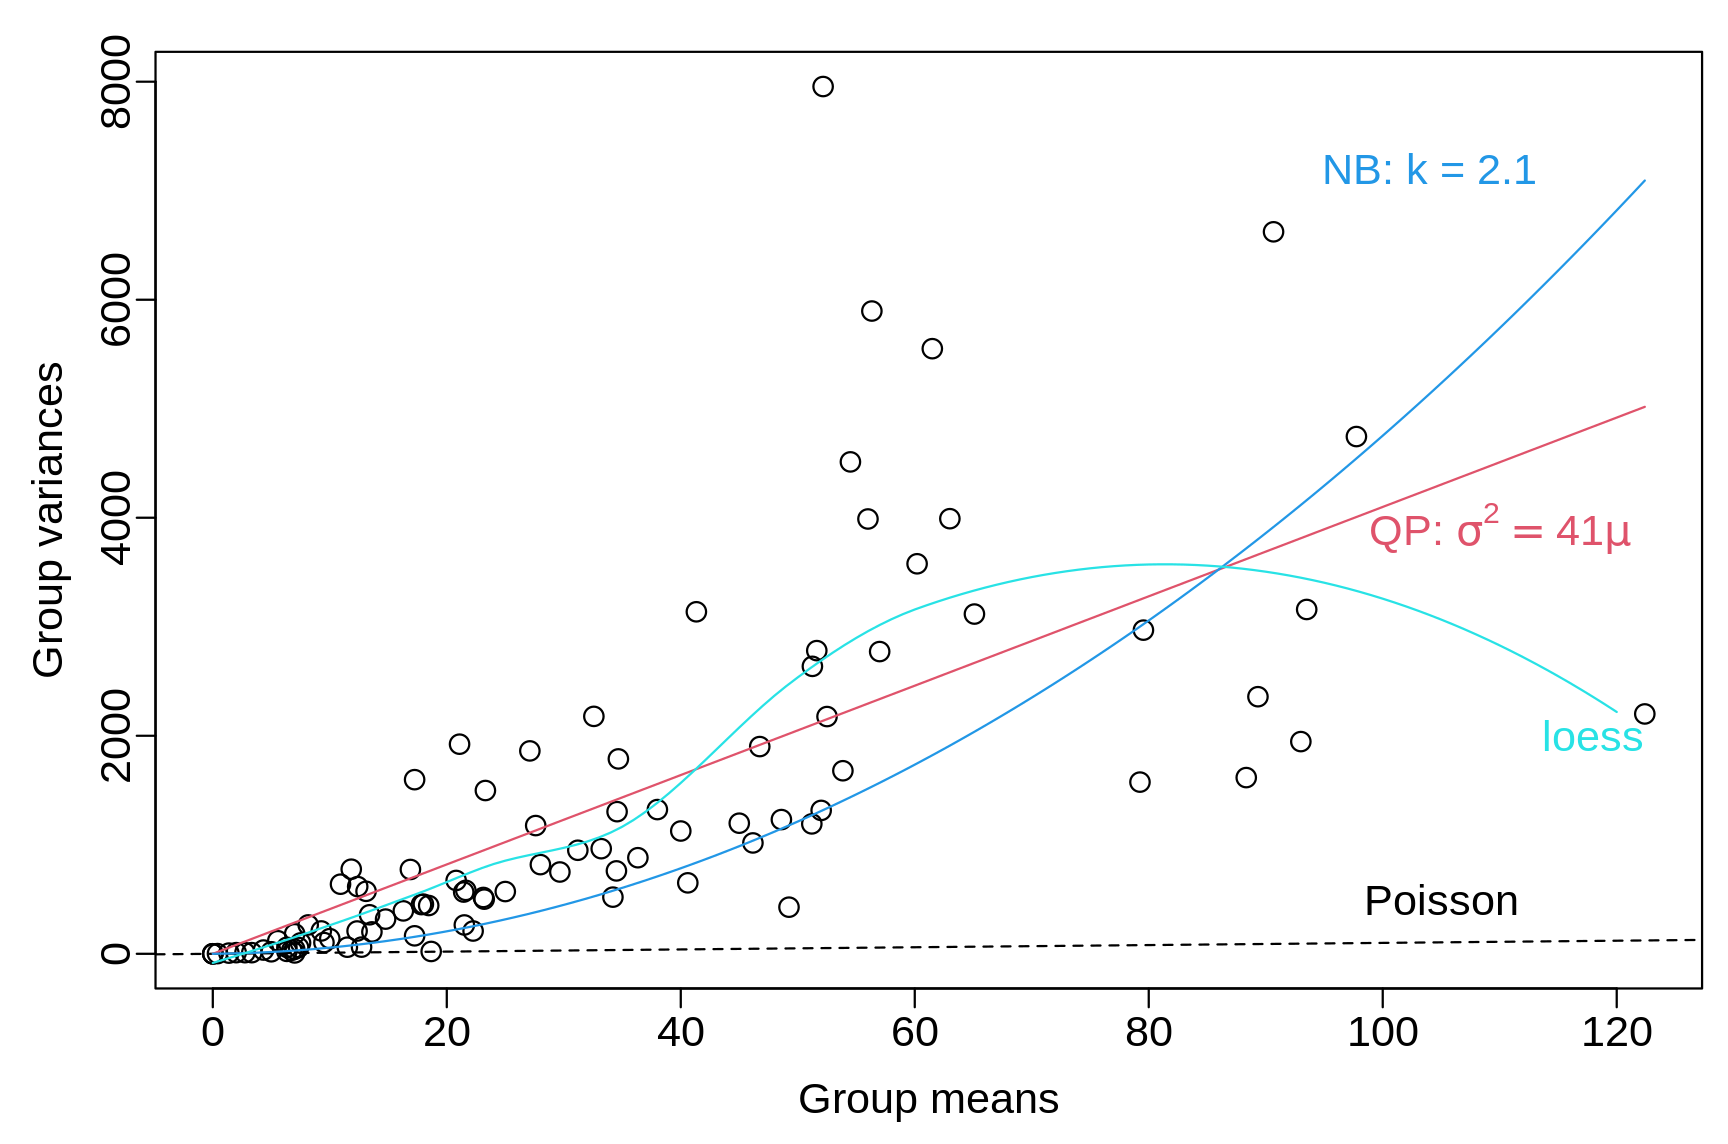 8000
6000
4000
2000
0
Group variances
NB: k = 2.1
QP: σ² = 41μ
loess
Poisson
0 20 40 60 80 100 120
Group means